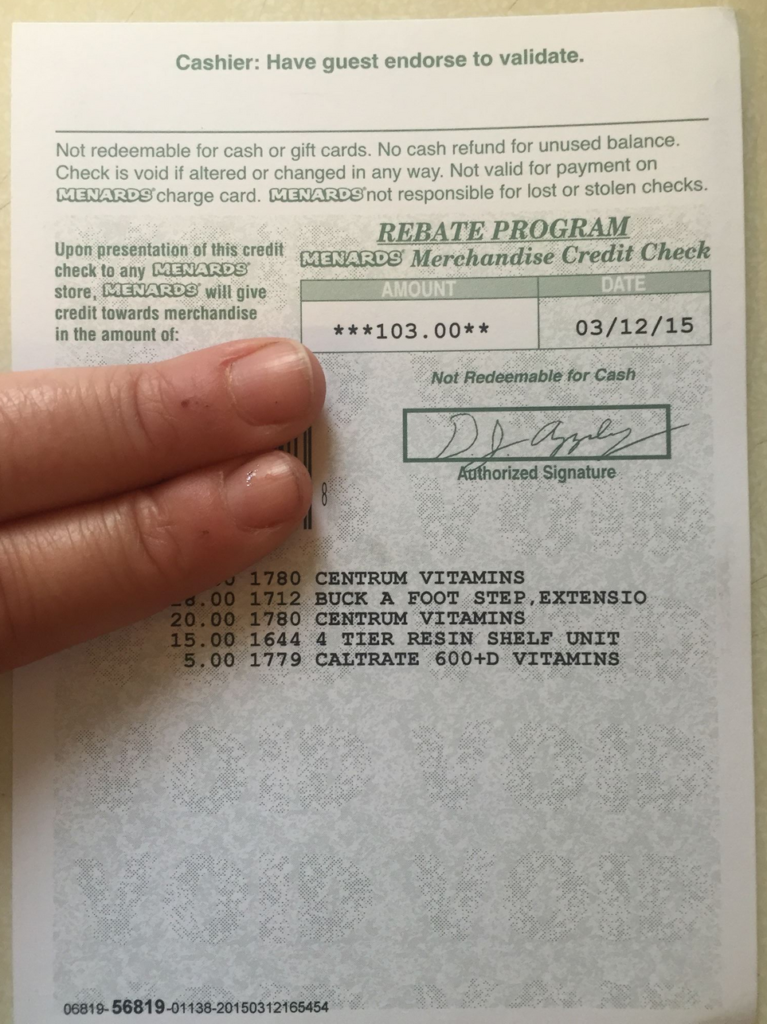 Cashier: Have guest endorse to validate.
Not redeemable for cash or gift cards. No cash refund for unused balance.
Check is void if altered or changed in any way. Not valid for payment on
MENARDS charge card. MENARDS not responsible for lost or stolen checks.
Upon presentation of this credit
check to any MENARDS
store, MENARDS will give
credit towards merchandise
in the amount of:
REBATE PROGRAM
MENARDS Merchandise Credit Check
AMOUNT DATE
***103.00** 03/12/15
Not Redeemable for Cash
Authorized Signature
8
1780 CENTRUM VITAMINS
8.00 1712 BUCK A FOOT STEP,EXTENSIO
20.00 1780 CENTRUM VITAMINS
15.00 1644 4 TIER RESIN SHELF UNIT
5.00 1779 CALTRATE 600+D VITAMINS
VOID VOID
VOID VOID
06819-56819-01138-20150312165454